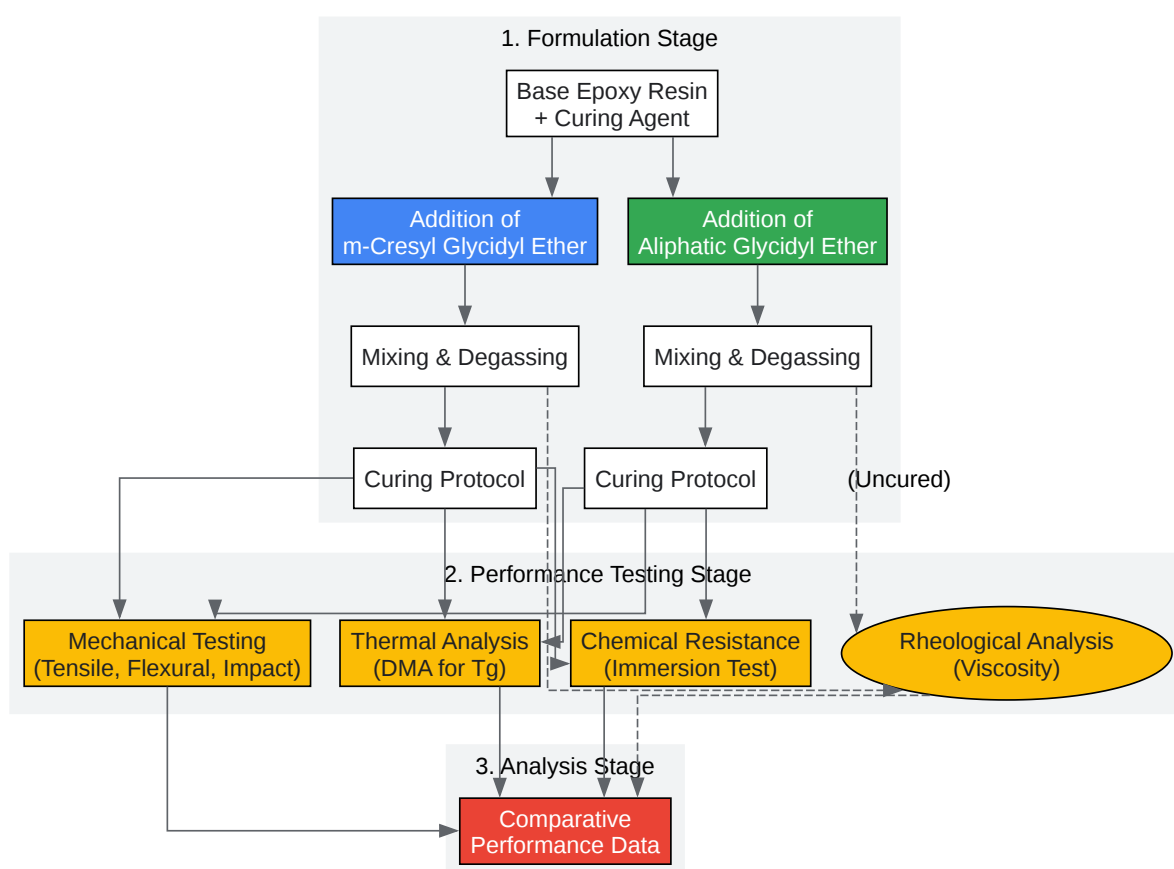 1. Formulation Stage
Base Epoxy Resin
+ Curing Agent
Addition of
m-Cresyl Glycidyl Ether
Addition of
Aliphatic Glycidyl Ether
Mixing & Degassing
Mixing & Degassing
Curing Protocol
Curing Protocol
(Uncured)
2. Performance Testing Stage
Mechanical Testing
(Tensile, Flexural, Impact)
Thermal Analysis
(DMA for Tg)
Chemical Resistance
(Immersion Test)
Rheological Analysis
(Viscosity)
3. Analysis Stage
Comparative
Performance Data